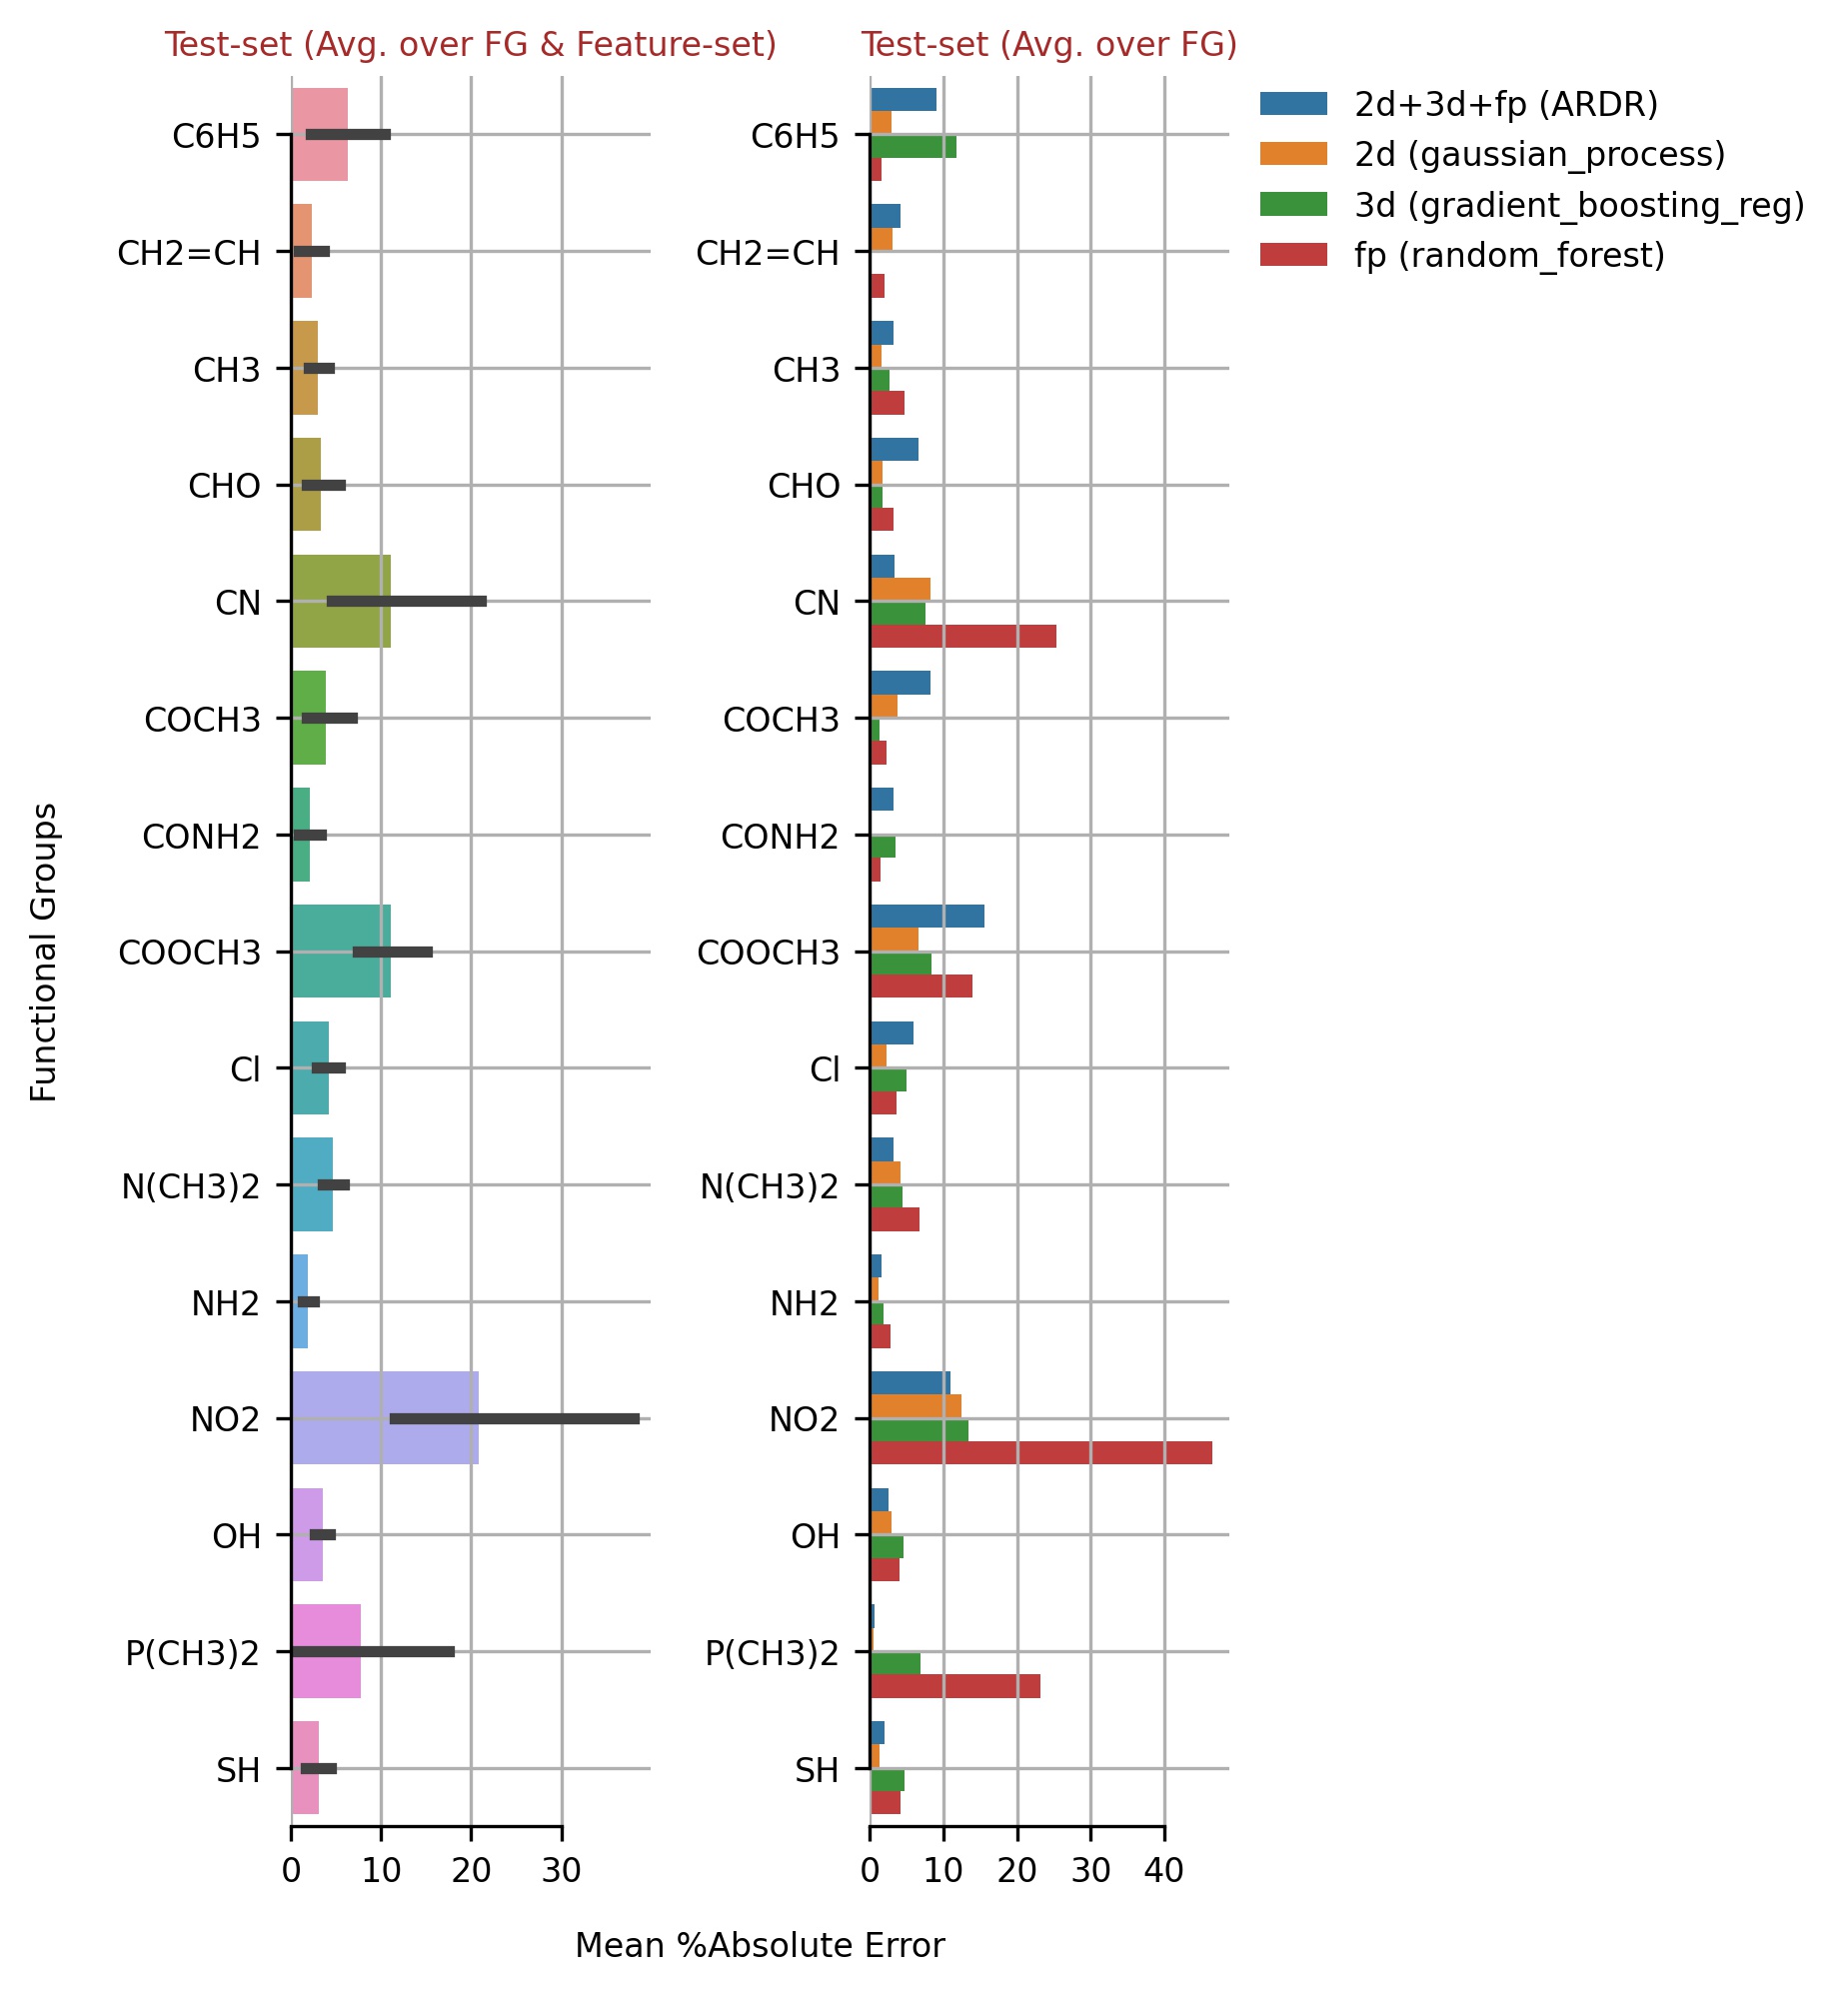 Test-set (Avg. over FG & Feature-set)
Test-set (Avg. over FG)
2d+3d+fp (ARDR)
2d (gaussian_process)
3d (gradient_boosting_reg)
fp (random_forest)
Functional Groups
C6H5
CH2=CH
CH3
CHO
CN
COCH3
CONH2
COOCH3
Cl
N(CH3)2
NH2
NO2
OH
P(CH3)2
SH
0 10 20 30
C6H5
CH2=CH
CH3
CHO
CN
COCH3
CONH2
COOCH3
Cl
N(CH3)2
NH2
NO2
OH
P(CH3)2
SH
0 10 20 30 40
Mean %Absolute Error